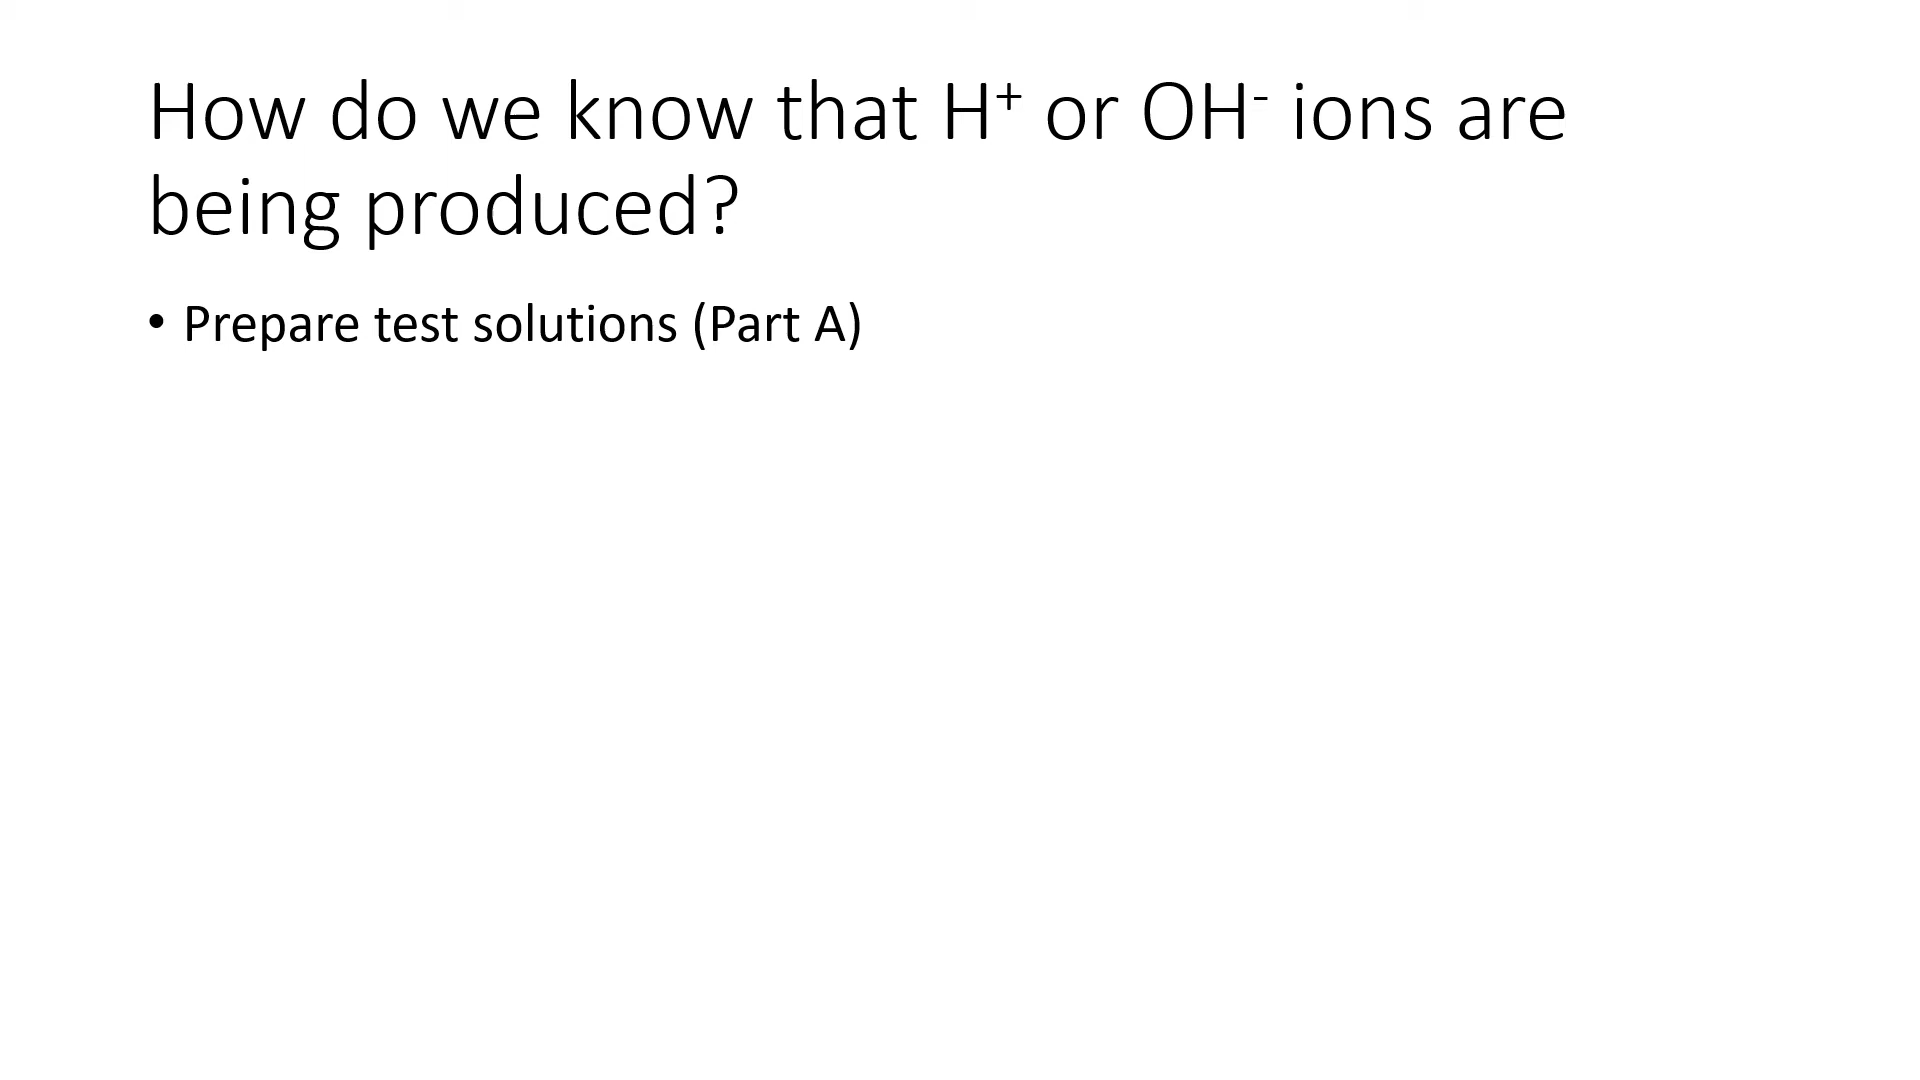 How do we know that H⁺ or OH⁻ ions are
being produced?
• Prepare test solutions (Part A)